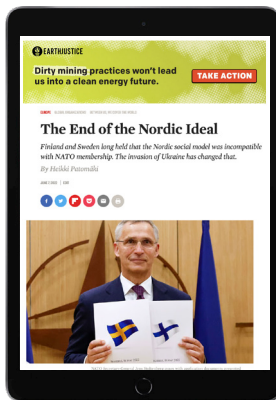 EARTHJUSTICE
Dirty mining practices won't lead
us into a clean energy future.
TAKE ACTION
EUROPE
The End of the Nordic Ideal
Finland and Sweden long held that the Nordic social model was incompatible
with NATO membership. The invasion of Ukraine has changed that.
By Heikki Patomäki